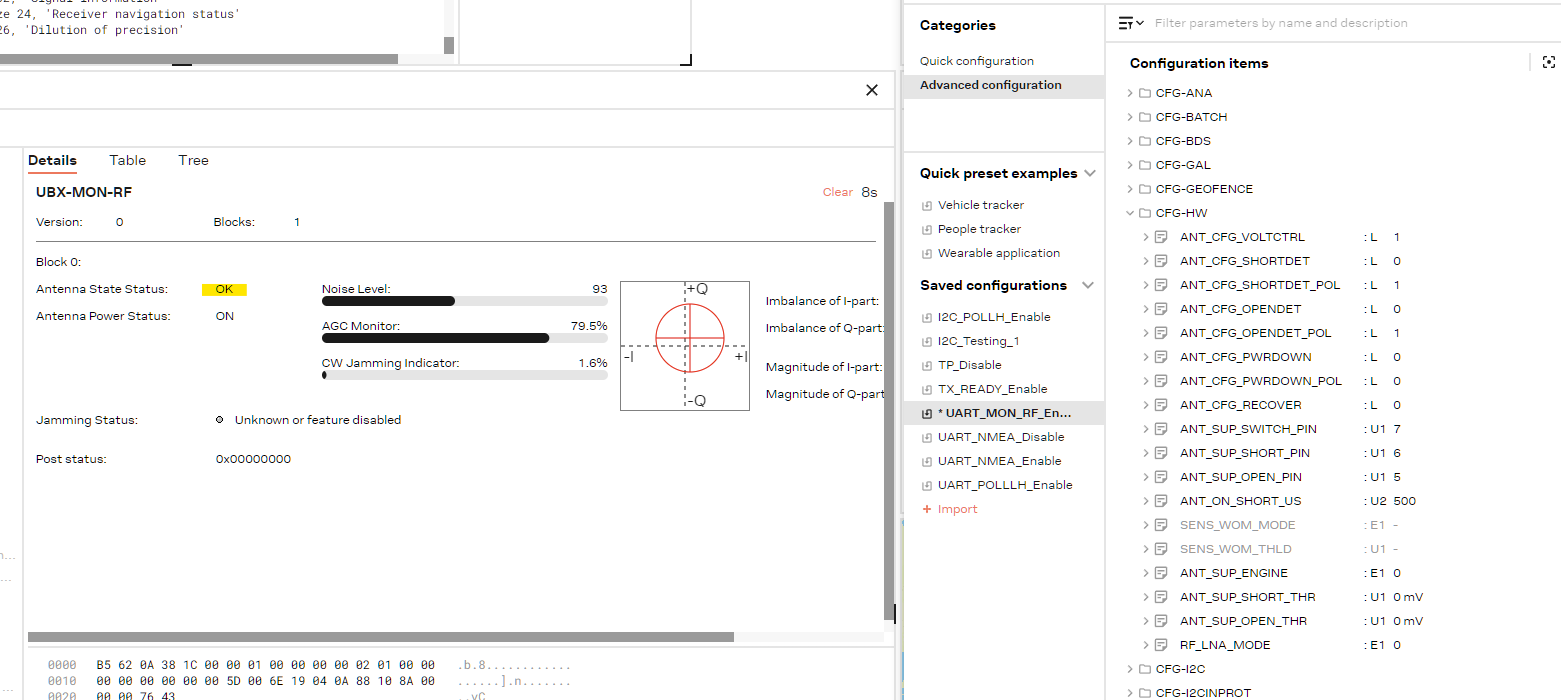 ze 24, 'Receiver navigation status'
26, 'Dilution of precision'
Details Table Tree
UBX-MON-RF
Clear 8s
Version: 0 Blocks: 1
Block 0:
Antenna State Status: OK
Antenna Power Status: ON
Noise Level: 93
AGC Monitor: 79.5%
CW Jamming Indicator: 1.6%
+Q
-I
+I
-Q
Imbalance of I-part:
Imbalance of Q-part:
Magnitude of I-part:
Magnitude of Q-part
Jamming Status: Unknown or feature disabled
Post status: 0x00000000
0000 B5 62 0A 38 1C 00 00 01 00 00 00 00 02 01 00 00 .b.8............
0010 00 00 00 00 00 00 5D 00 6E 19 04 0A 88 10 8A 00 ......].n.......
0020 00 00 76 43 ..vC
Categories
Quick configuration
Advanced configuration
Quick preset examples
Vehicle tracker
People tracker
Wearable application
Saved configurations
I2C_POLLH_Enable
I2C_Testing_1
TP_Disable
TX_READY_Enable
* UART_MON_RF_En...
UART_NMEA_Disable
UART_NMEA_Enable
UART_POLLLH_Enable
+ Import
Filter parameters by name and description
Configuration items
CFG-ANA
CFG-BATCH
CFG-BDS
CFG-GAL
CFG-GEOFENCE
CFG-HW
ANT_CFG_VOLTCTRL : L 1
ANT_CFG_SHORTDET : L 0
ANT_CFG_SHORTDET_POL : L 1
ANT_CFG_OPENDET : L 0
ANT_CFG_OPENDET_POL : L 1
ANT_CFG_PWRDOWN : L 0
ANT_CFG_PWRDOWN_POL : L 0
ANT_CFG_RECOVER : L 0
ANT_SUP_SWITCH_PIN : U1 7
ANT_SUP_SHORT_PIN : U1 6
ANT_SUP_OPEN_PIN : U1 5
ANT_ON_SHORT_US : U2 500
SENS_WOM_MODE : E1 -
SENS_WOM_THLD : U1 -
ANT_SUP_ENGINE : E1 0
ANT_SUP_SHORT_THR : U1 0 mV
ANT_SUP_OPEN_THR : U1 0 mV
RF_LNA_MODE : E1 0
CFG-I2C
CFG-I2CINPROT